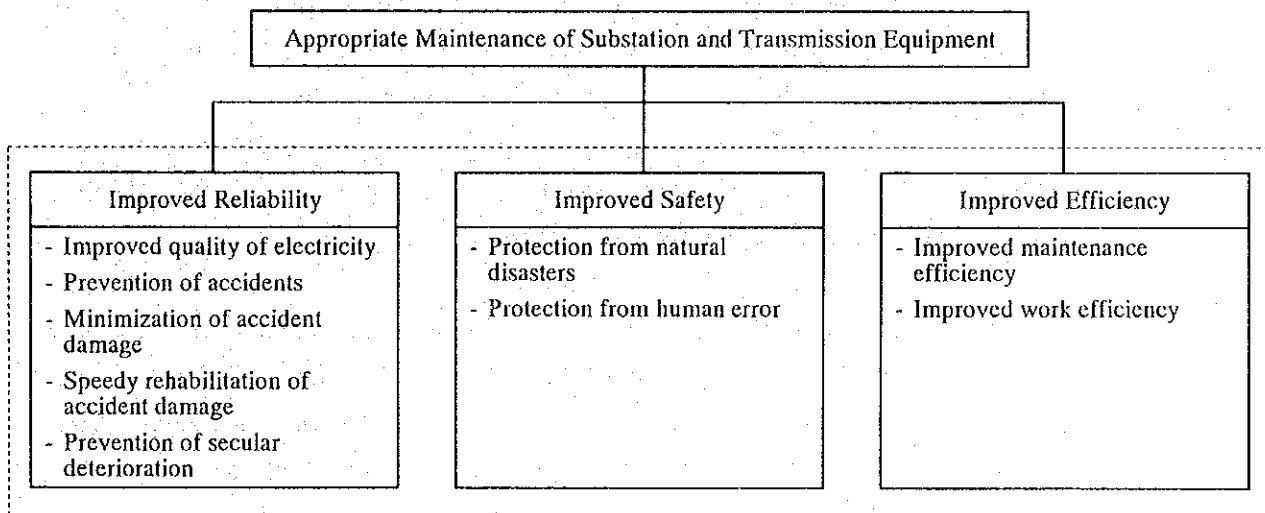 Appropriate Maintenance of Substation and Transmission Equipment
Improved Reliability
- Improved quality of electricity
- Prevention of accidents
- Minimization of accident
damage
- Speedy rehabilitation of
accident damage
- Prevention of secular
deterioration
Improved Safety
- Protection from natural
disasters
- Protection from human error
Improved Efficiency
- Improved maintenance
efficiency
- Improved work efficiency